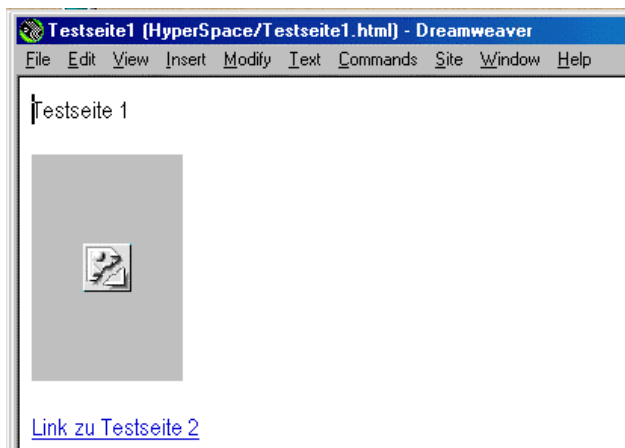 Testseite1 (HyperSpace/Testseite1.html) - Dreamweaver
File Edit View Insert Modify Text Commands Site Window Help
Testseite 1
Link zu Testseite 2